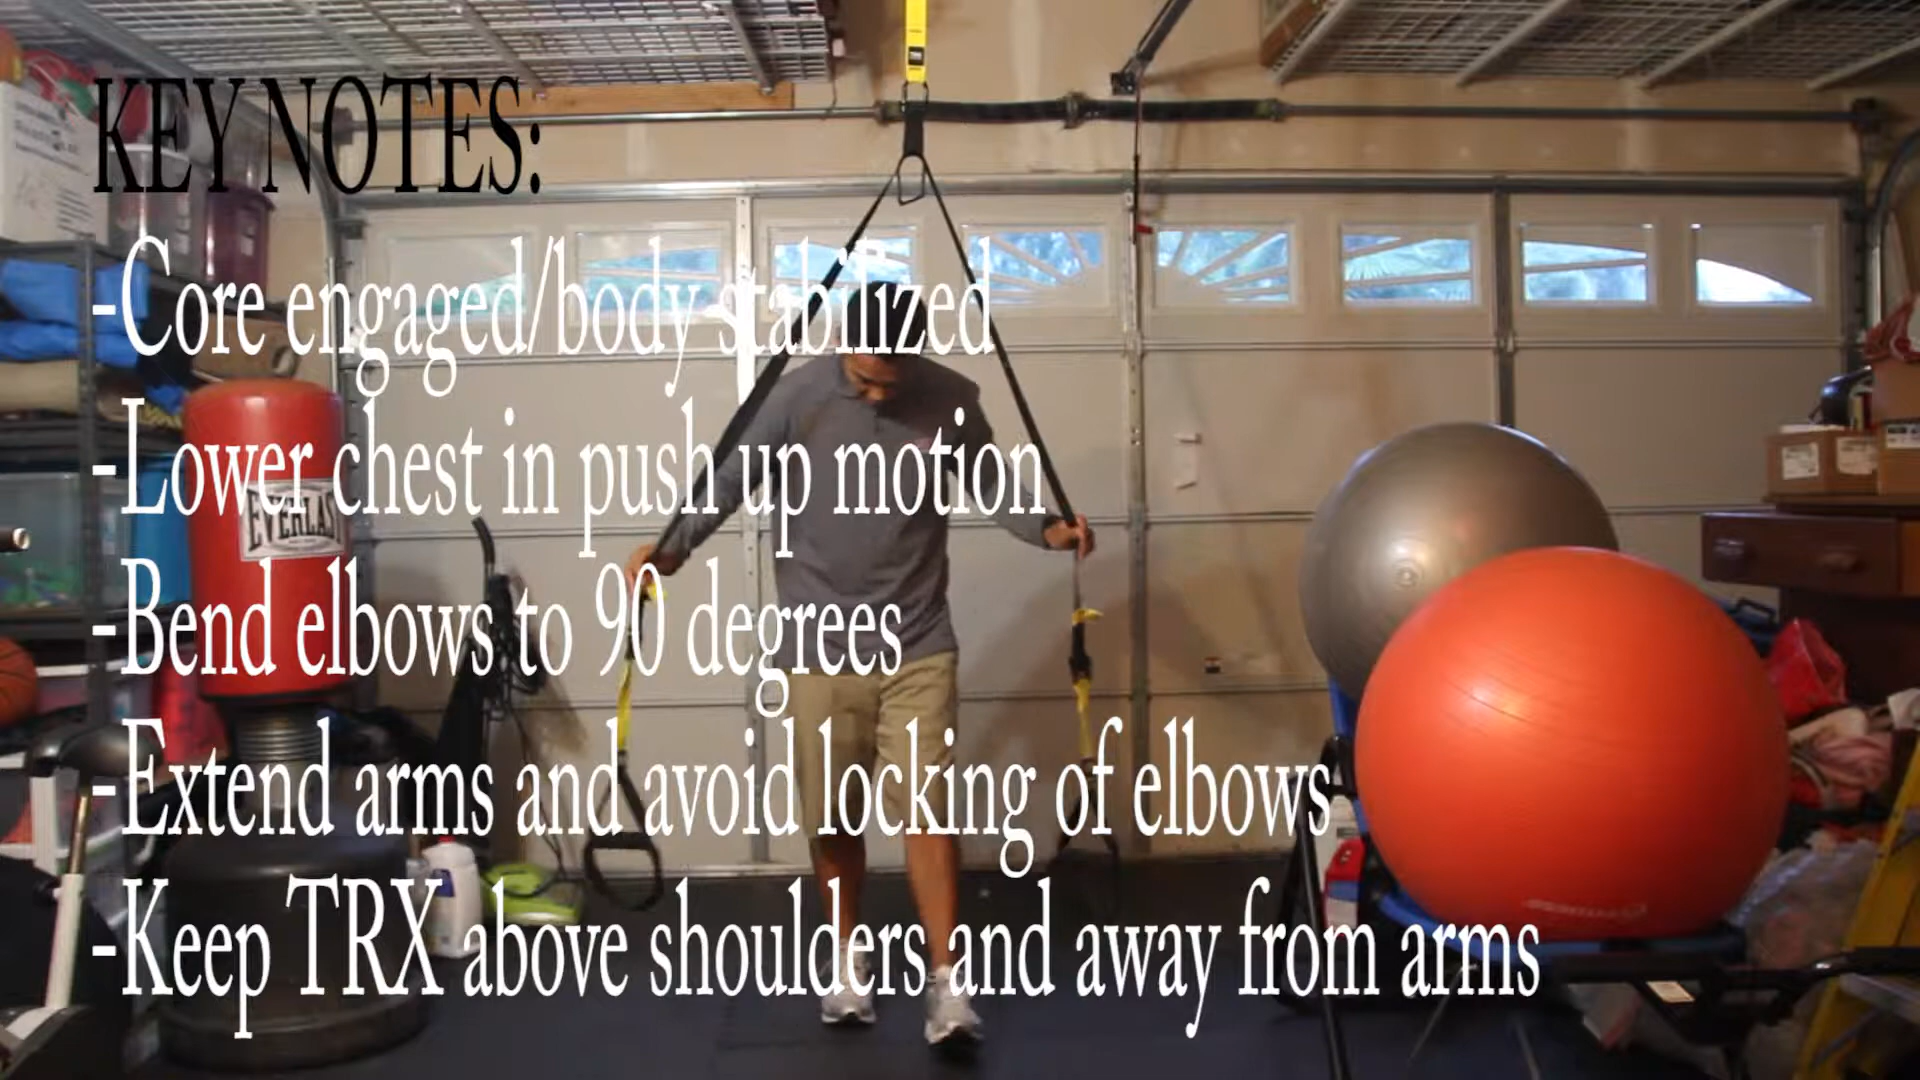 KEY NOTES:
-Core engaged/body stabilized
-Lower chest in push up motion
-Bend elbows to 90 degrees
EVERLAST
-Extend arms and avoid locking of elbows
-Keep TRX above shoulders and away from arms